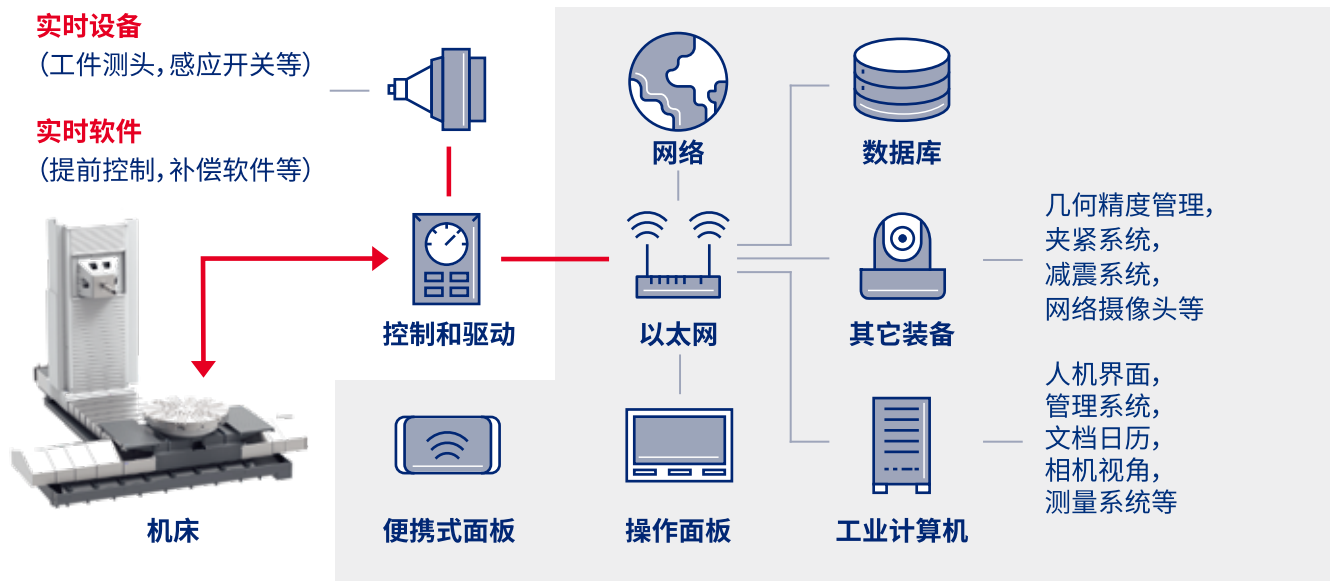 实时设备
（工件测头，感应开关等）
实时软件
（提前控制，补偿软件等）
网络
数据库
几何精度管理，
夹紧系统，
减震系统，
网络摄像头等
控制和驱动
以太网
其它装备
人机界面，
管理系统，
文档日历，
相机视角，
测量系统等
机床
便携式面板
操作面板
工业计算机